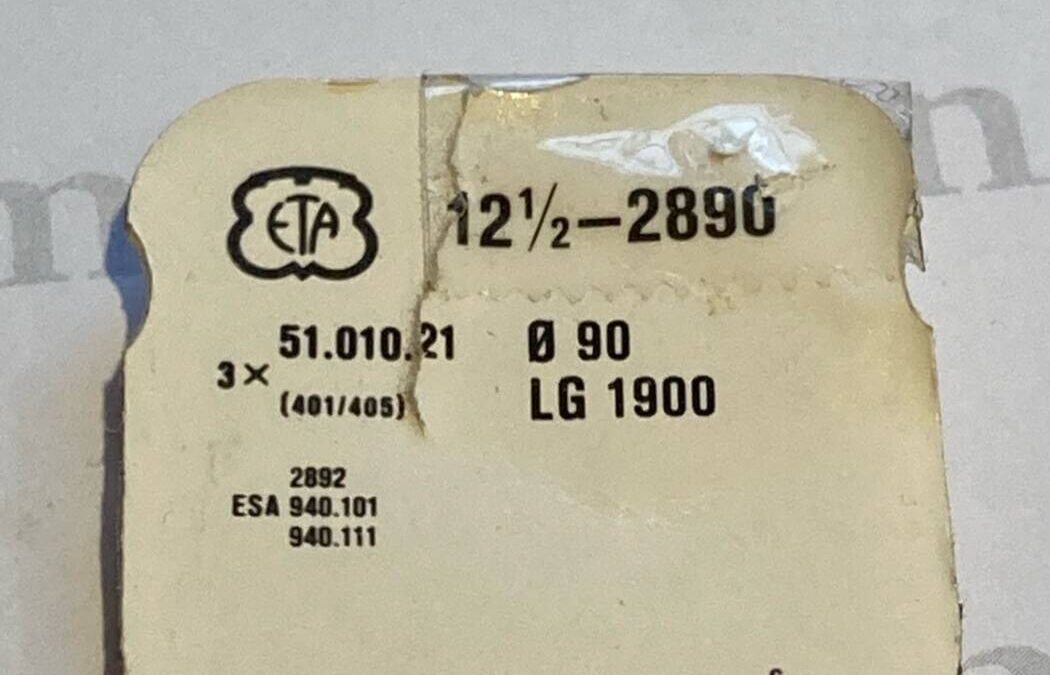 ETA
12½–2890
51.010.21 Ø 90
3× (401/405) LG 1900
2892
ESA 940.101
940.111